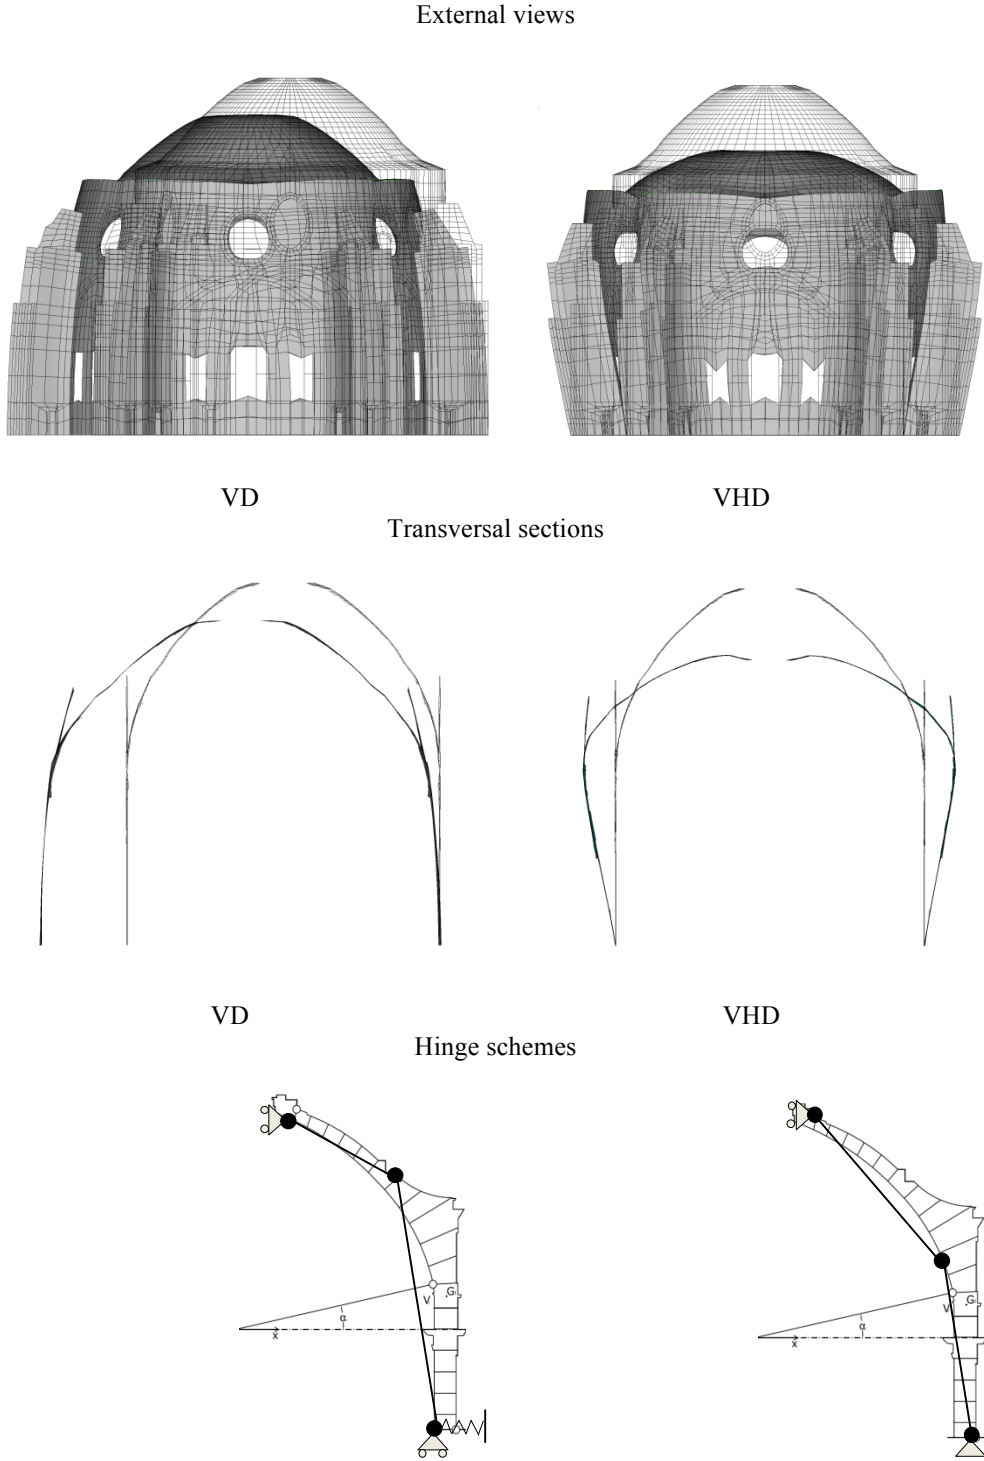 External views
VD VHD
Transversal sections
VD VHD
Hinge schemes
V G
α
x
V G
α
x